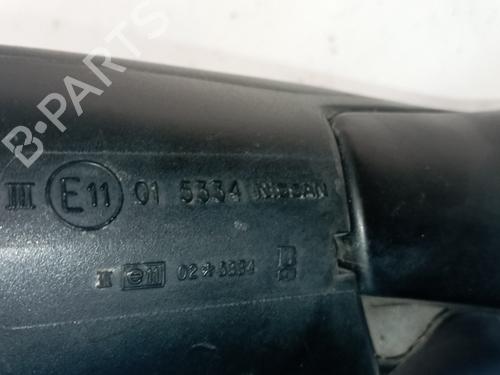 B-PARTS
III E11 01 5334 NISSAN
II e11 02*5334